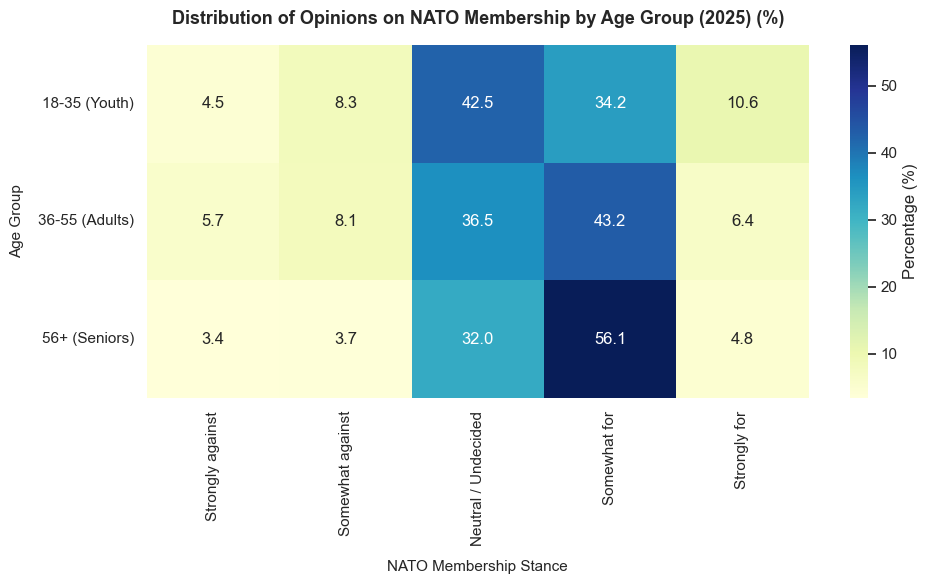 Distribution of Opinions on NATO Membership by Age Group (2025) (%)
Age Group
18-35 (Youth) 4.5 8.3 42.5 34.2 10.6
36-55 (Adults) 5.7 8.1 36.5 43.2 6.4
56+ (Seniors) 3.4 3.7 32.0 56.1 4.8
Strongly against
Somewhat against
Neutral / Undecided
Somewhat for
Strongly for
NATO Membership Stance
50
40
30
20
10
Percentage (%)